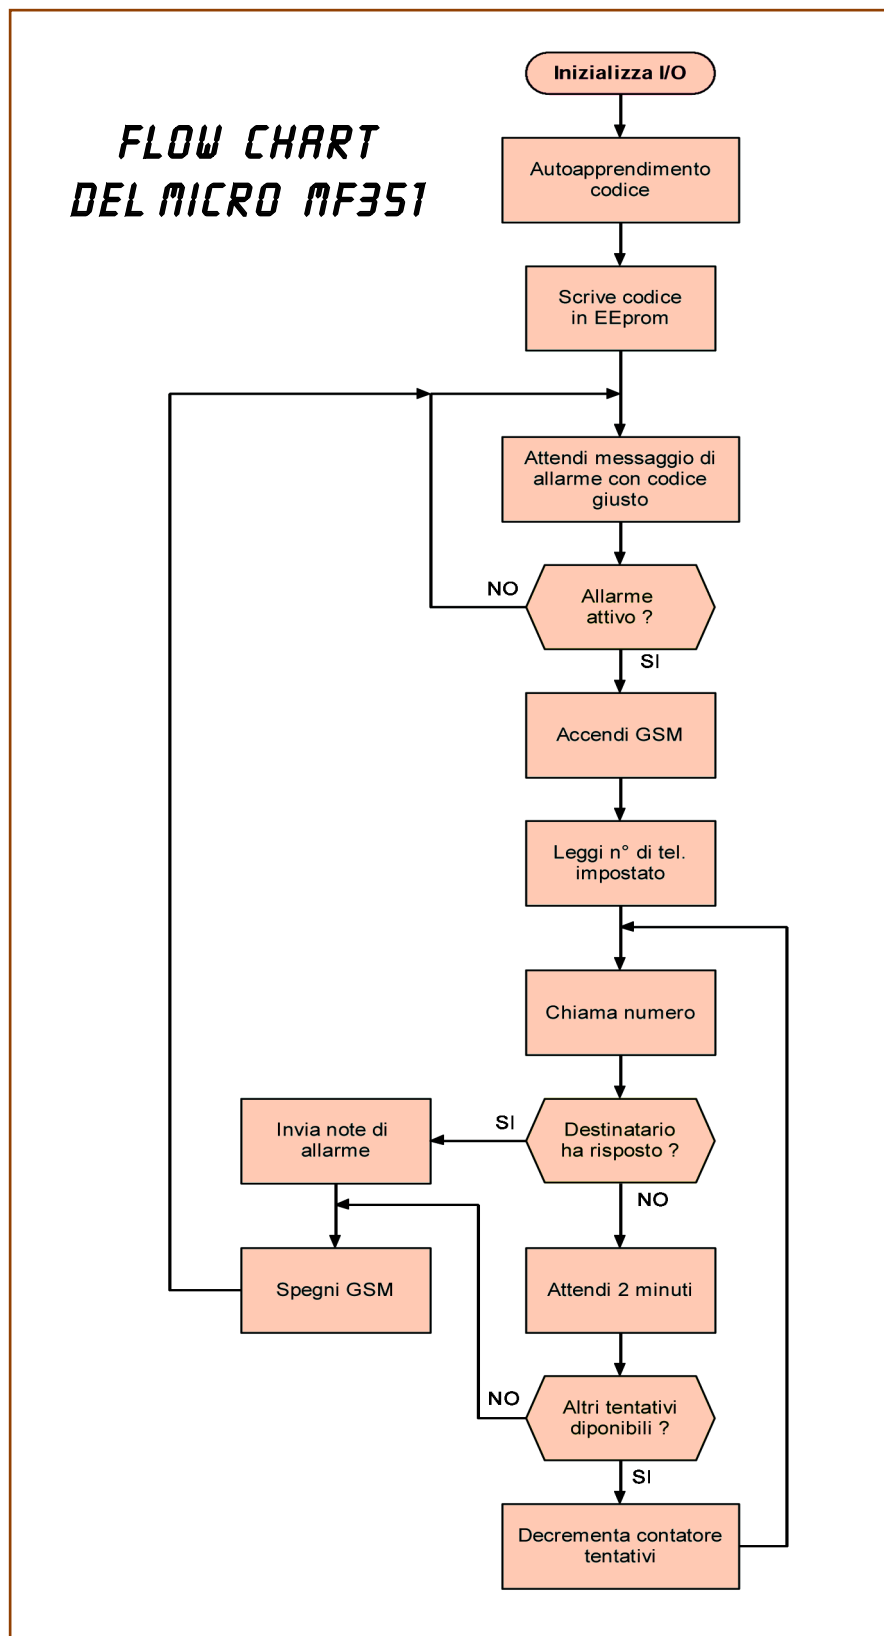 FLOW CHART
DEL MICRO MF351
Inizializza I/O
Autoapprendimento
codice
Scrive codice
in EEprom
Attendi messaggio di
allarme con codice
giusto
Allarme
attivo ?
NO
SI
Accendi GSM
Leggi n° di tel.
impostato
Chiama numero
Destinatario
ha risposto ?
SI
NO
Invia note di
allarme
Spegni GSM
Attendi 2 minuti
Altri tentativi
diponibili ?
NO
SI
Decrementa contatore
tentativi